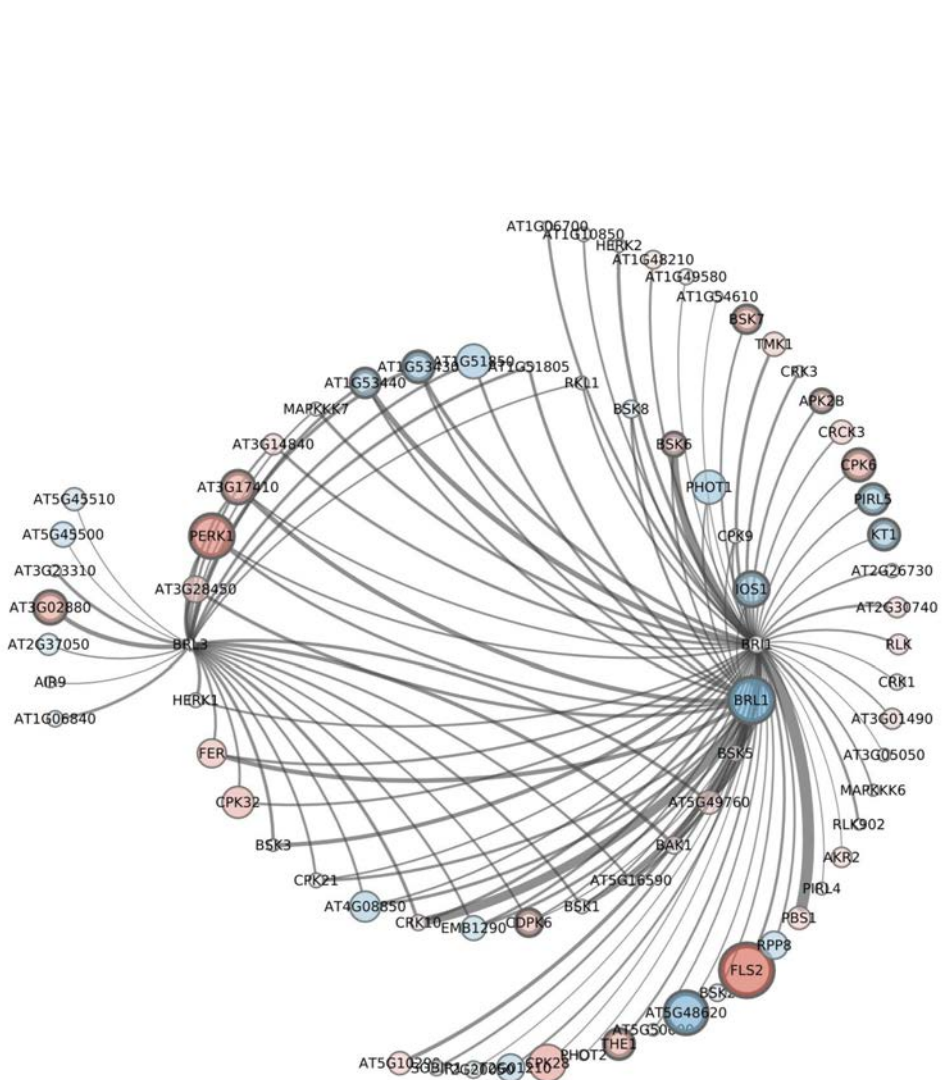 AT1G06700
AT1G10850
HERK2
AT1G48210
AT1G49580
AT1G54610
BSK7
TMK1
AT1G51850
AT1G53430
AT1G51805
CRK3
AT1G53440
RKL1
APK2B
MAPKKK7
BSK8
CRCK3
AT3G14840
BSK6
CPK6
AT3G17410
PHOT1
AT5G45510
PIRL5
AT5G45500
PERK1
CPK9
KT1
AT3G23310
AT2G26730
AT3G28450
IOS1
AT3G02880
AT2G30740
AT2G37050
BRL3
BRI1
RLK
AIR9
CRK1
HERK1
BRL1
AT1G06840
AT3G01490
FER
BSK5
AT3G05050
MAPKKK6
CPK32
AT5G49760
RLK902
BSK3
BAK1
AKR2
CPK21
AT5G16590
PIRL4
AT4G08850
BSK1
PBS1
CRK10
EMB1290
CDPK6
RPP8
FLS2
BSK2
AT5G48620
THE1
PHOT2
CPK28